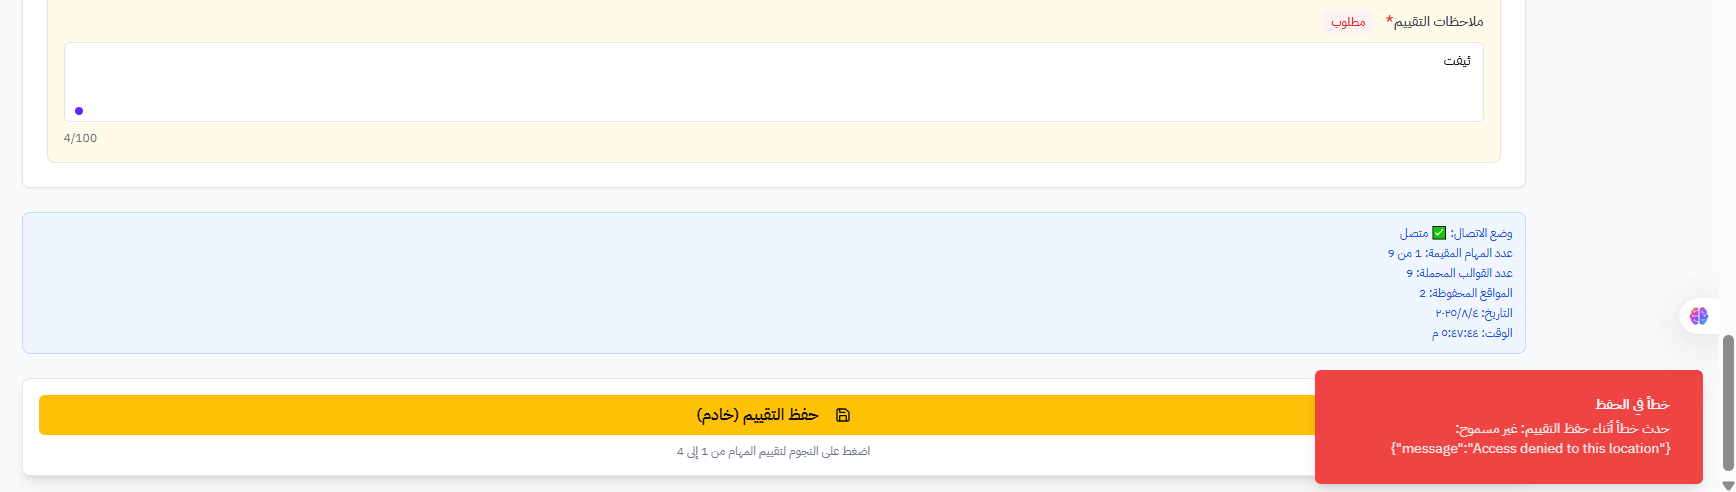 ملاحظات التقييم* مطلوب
ئيفت
4/100
وضع الاتصال: ✅ متصل
عدد المهام المقيمة: 1 من 9
عدد القوالب المحملة: 9
المواقع المحفوظة: 2
التاريخ: ٢٠٢٥/٨/٤
الوقت: ٥:٤٧:٤٤ م
حفظ التقييم (خادم)
اضغط على النجوم لتقييم المهام من 1 إلى 4
خطأ في الحفظ
حدث خطأ أثناء حفظ التقييم: غير مسموح:
{"message":"Access denied to this location"}